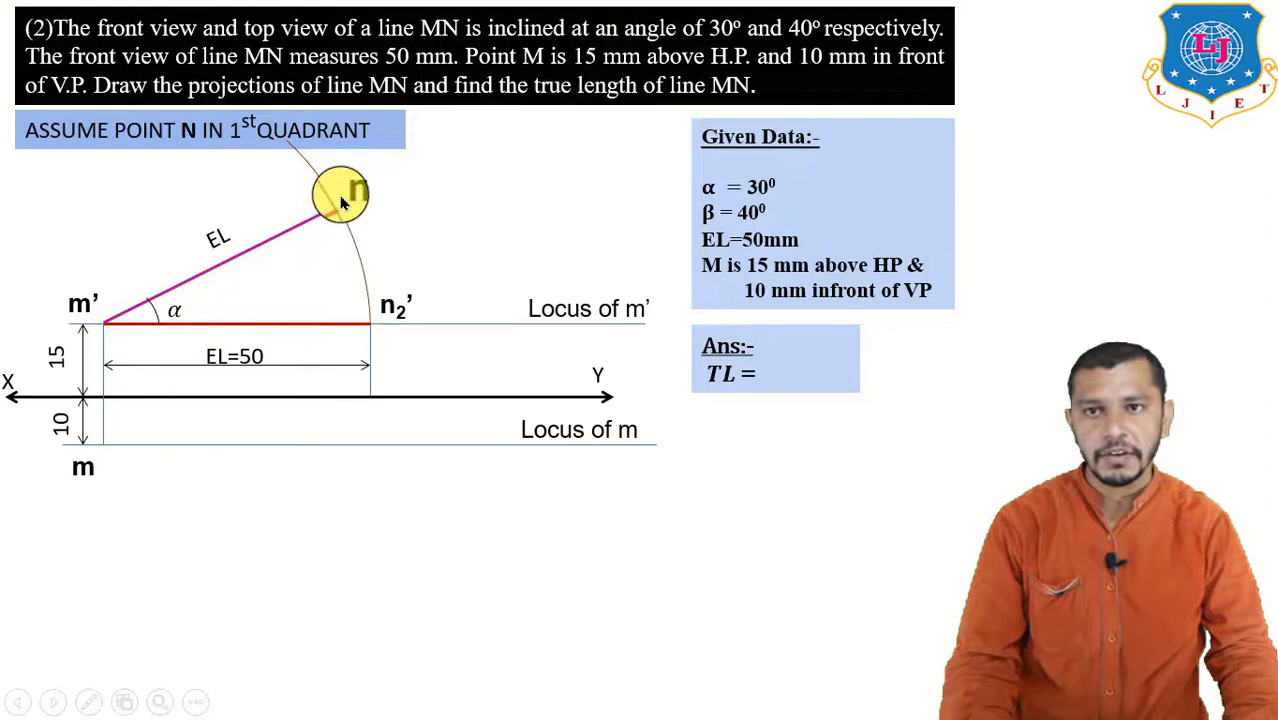 (2)The front view and top view of a line MN is inclined at an angle of 30º and 40º respectively.
The front view of line MN measures 50 mm. Point M is 15 mm above H.P. and 10 mm in front
of V.P. Draw the projections of line MN and find the true length of line MN.
L J I E T
ASSUME POINT N IN 1st QUADRANT
Given Data:-
α = 30⁰
β = 40⁰
EL=50mm
M is 15 mm above HP &
10 mm infront of VP
Ans:-
TL =
n
EL
m’
α
n₂’
Locus of m’
15
EL=50
X
Y
10
Locus of m
m